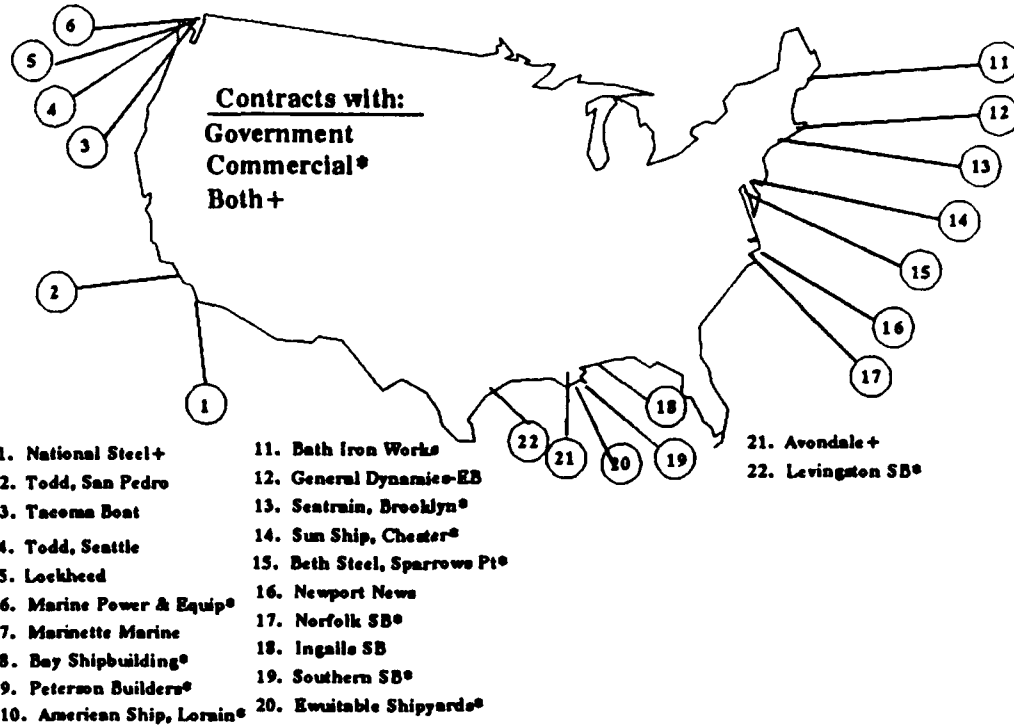 6
5
4
3
2
1
11
12
13
14
15
16
17
18
19
20
21
22
Contracts with:
Government
Commercial*
Both+
1. National Steel+
2. Todd, San Pedro
3. Tacoma Boat
4. Todd, Seattle
5. Lockheed
6. Marine Power & Equip*
7. Marinette Marine
8. Bay Shipbuilding*
9. Peterson Builders*
10. American Ship, Lorain*
11. Bath Iron Works
12. General Dynamics-EB
13. Seatrain, Brooklyn*
14. Sun Ship, Chester*
15. Beth Steel, Sparrows Pt*
16. Newport News
17. Norfolk SB*
18. Ingalls SB
19. Southern SB*
20. Ewuitable Shipyards*
21. Avondale+
22. Levingston SB*